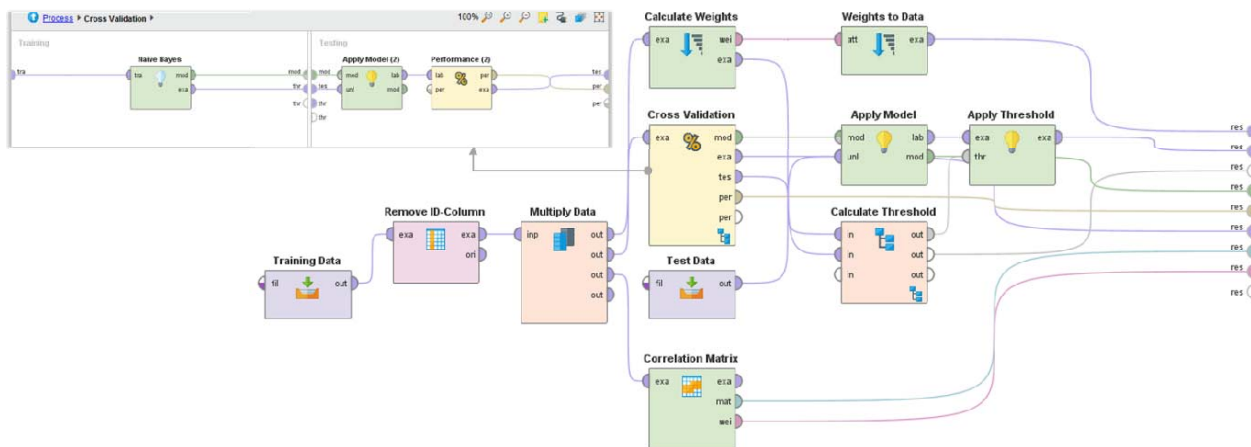 Process Cross Validation 100%
Training Testing
Naive Bayes
tra tra mod mod
exa thr
thr
Apply Model (2) Performance (2)
mod mod lab lab per tes
tes unl mod per exa per
thr per
thr
Calculate Weights Weights to Data
exa wei att exa
exa
Cross Validation Apply Model Apply Threshold
exa mod mod lab exa exa
exa unl mod thr
tes
per
per
Remove ID-Column Multiply Data Calculate Threshold
exa exa inp out in out
ori out in out
out in out
out
Training Data Test Data
fil out fil out
Correlation Matrix
exa exa
mat
wei
res
res
res
res
res
res
res
res
res